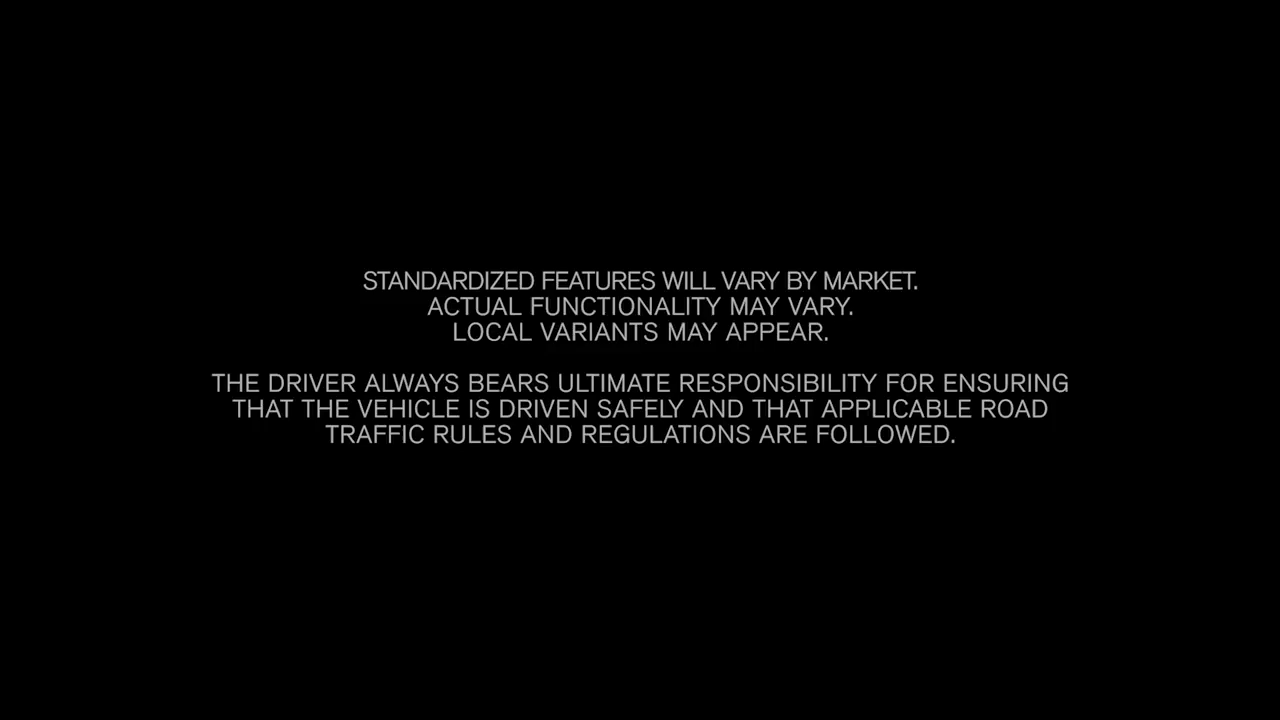 STANDARDIZED FEATURES WILL VARY BY MARKET.
ACTUAL FUNCTIONALITY MAY VARY.
LOCAL VARIANTS MAY APPEAR.
THE DRIVER ALWAYS BEARS ULTIMATE RESPONSIBILITY FOR ENSURING
THAT THE VEHICLE IS DRIVEN SAFELY AND THAT APPLICABLE ROAD
TRAFFIC RULES AND REGULATIONS ARE FOLLOWED.